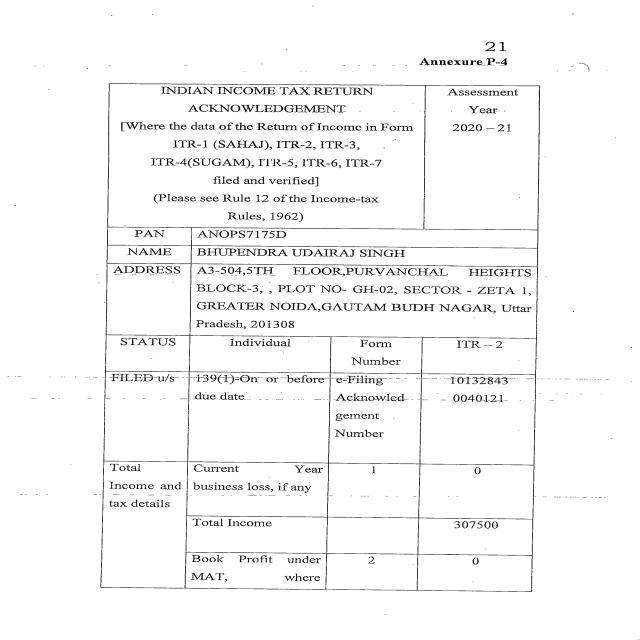 21
Annexure P-4
INDIAN INCOME TAX RETURN
ACKNOWLEDGEMENT
[Where the data of the Return of Income in Form
ITR-1 (SAHAJ), ITR-2, ITR-3,
ITR-4(SUGAM), ITR-5, ITR-6, ITR-7
filed and verified]
(Please see Rule 12 of the Income-tax
Rules, 1962)
Assessment
Year
2020 – 21
PAN
ANOPS7175D
NAME
BHUPENDRA UDAIRAJ SINGH
ADDRESS
A3-504,5TH FLOOR,PURVANCHAL HEIGHTS
BLOCK-3, , PLOT NO- GH-02, SECTOR - ZETA 1,
GREATER NOIDA,GAUTAM BUDH NAGAR, Uttar
Pradesh, 201308
STATUS
Individual
Form
Number
ITR – 2
FILED u/s
139(1)-On or before
due date
e-Filing
Acknowled
gement
Number
10132843
0040121
Total
Income and
tax details
Current Year
business loss, if any
1
0
Total Income
307500
Book Profit under
MAT, where
2
0